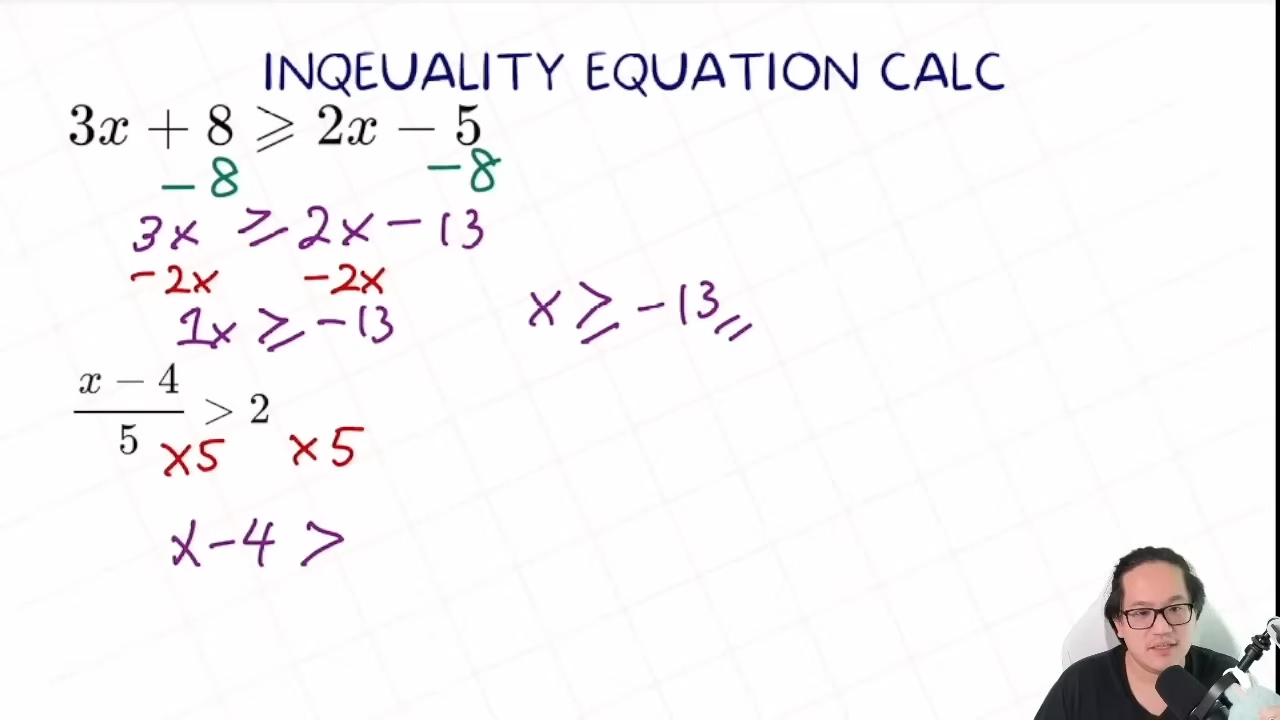 INQEUALITY EQUATION CALC
3x + 8 ⩾ 2x − 5
−8 −8
3x ≥ 2x − 13
−2x −2x
1x ≥ −13
x ≥ −13
x − 4
5
> 2
×5 ×5
x − 4 >